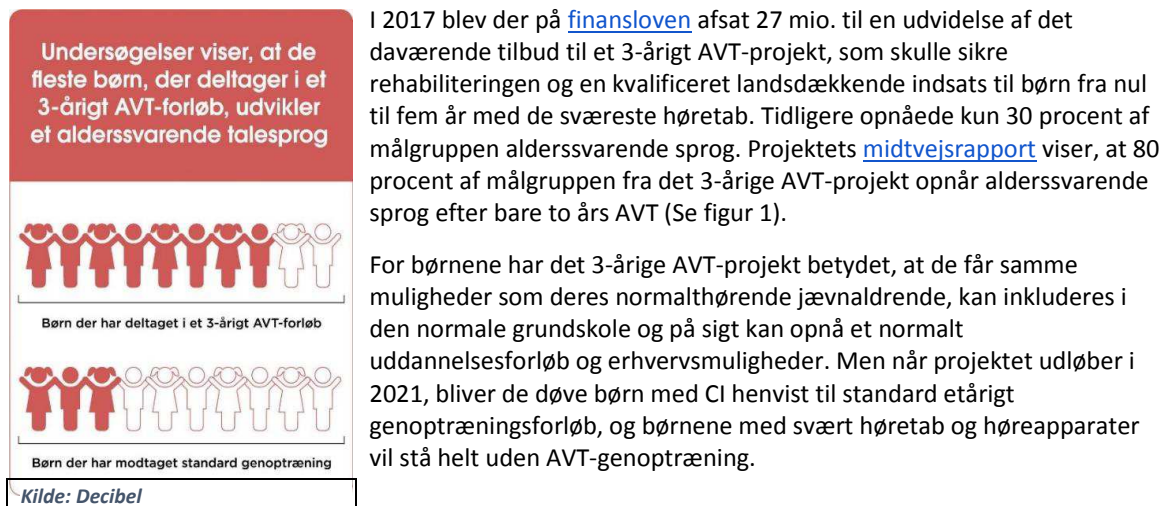 Undersøgelser viser, at de
fleste børn, der deltager i et
3-årigt AVT-forløb, udvikler
et alderssvarende talesprog
Børn der har deltaget i et 3-årigt AVT-forløb
Børn der har modtaget standard genoptræning
Kilde: Decibel
I 2017 blev der på finansloven afsat 27 mio. til en udvidelse af det
daværende tilbud til et 3-årigt AVT-projekt, som skulle sikre
rehabiliteringen og en kvalificeret landsdækkende indsats til børn fra nul
til fem år med de sværeste høretab. Tidligere opnåede kun 30 procent af
målgruppen alderssvarende sprog. Projektets midtvejsrapport viser, at 80
procent af målgruppen fra det 3-årige AVT-projekt opnår alderssvarende
sprog efter bare to års AVT (Se figur 1).
For børnene har det 3-årige AVT-projekt betydet, at de får samme
muligheder som deres normalthørende jævnaldrende, kan inkluderes i
den normale grundskole og på sigt kan opnå et normalt
uddannelsesforløb og erhvervsmuligheder. Men når projektet udløber i
2021, bliver de døve børn med CI henvist til standard etårigt
genoptræningsforløb, og børnene med svært høretab og høreapparater
vil stå helt uden AVT-genoptræning.